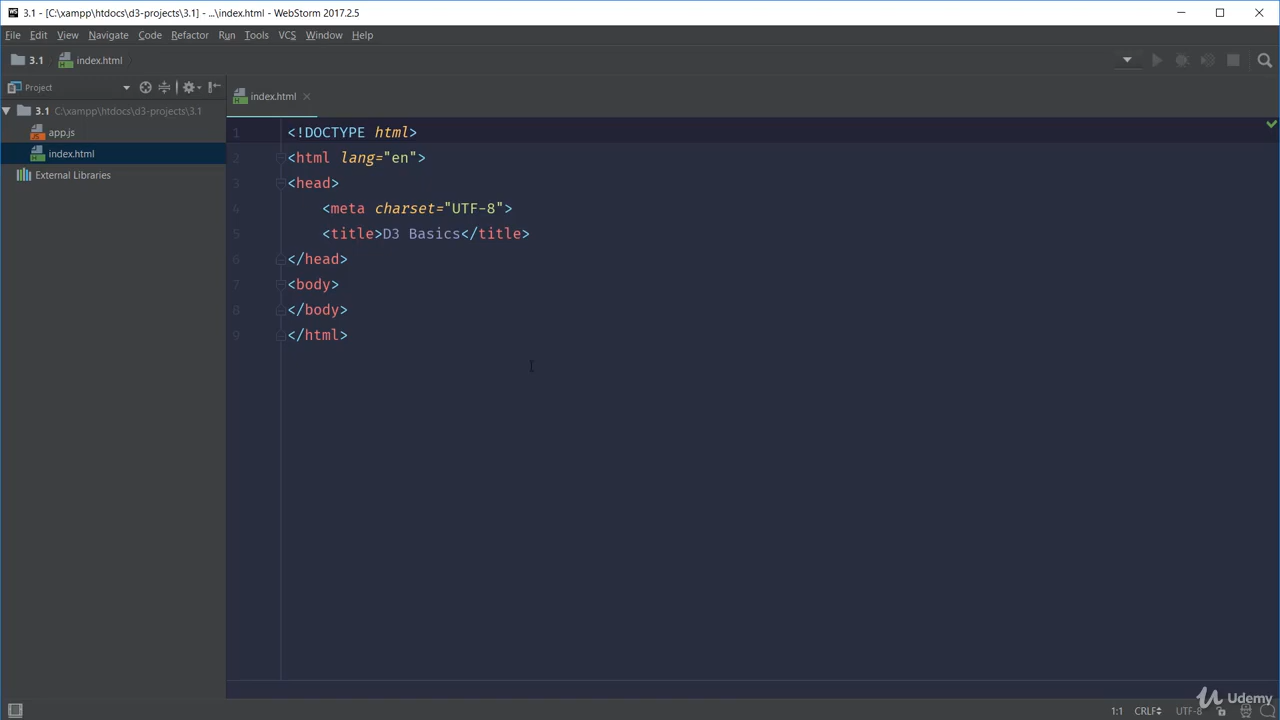 3.1 - [C:\xampp\htdocs\d3-projects\3.1] - ...\index.html - WebStorm 2017.2.5
File Edit View Navigate Code Refactor Run Tools VCS Window Help
3.1 index.html
Project
index.html
3.1 C:\xampp\htdocs\d3-projects\3.1
app.js
index.html
External Libraries
1 <!DOCTYPE html>
2 <html lang="en">
3 <head>
4 <meta charset="UTF-8">
5 <title>D3 Basics</title>
6 </head>
7 <body>
8 </body>
9 </html>
1:1 CRLF UTF-8
Udemy